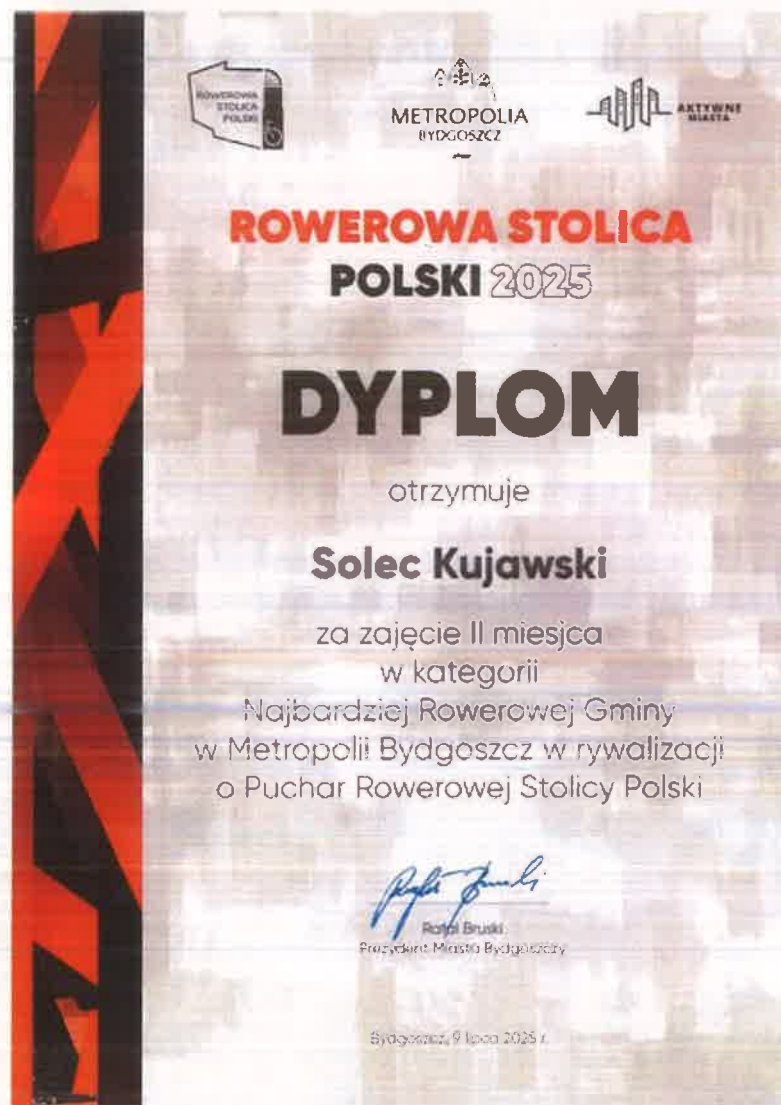 ROWEROWA
STOLICA
POLSKI
METROPOLIA
BYDGOSZCZ
AKTYWNE
MIASTA
ROWEROWA STOLICA
POLSKI 2025
DYPLOM
otrzymuje
Solec Kujawski
za zajęcie II miesjca
w kategorii
Najbardziej Rowerowej Gminy
w Metropolii Bydgoszcz w rywalizacji
o Puchar Rowerowej Stolicy Polski
Rafał Bruski
Prezydent Miasta Bydgoszczy
Bydgoszcz, 9 lipca 2025 r.